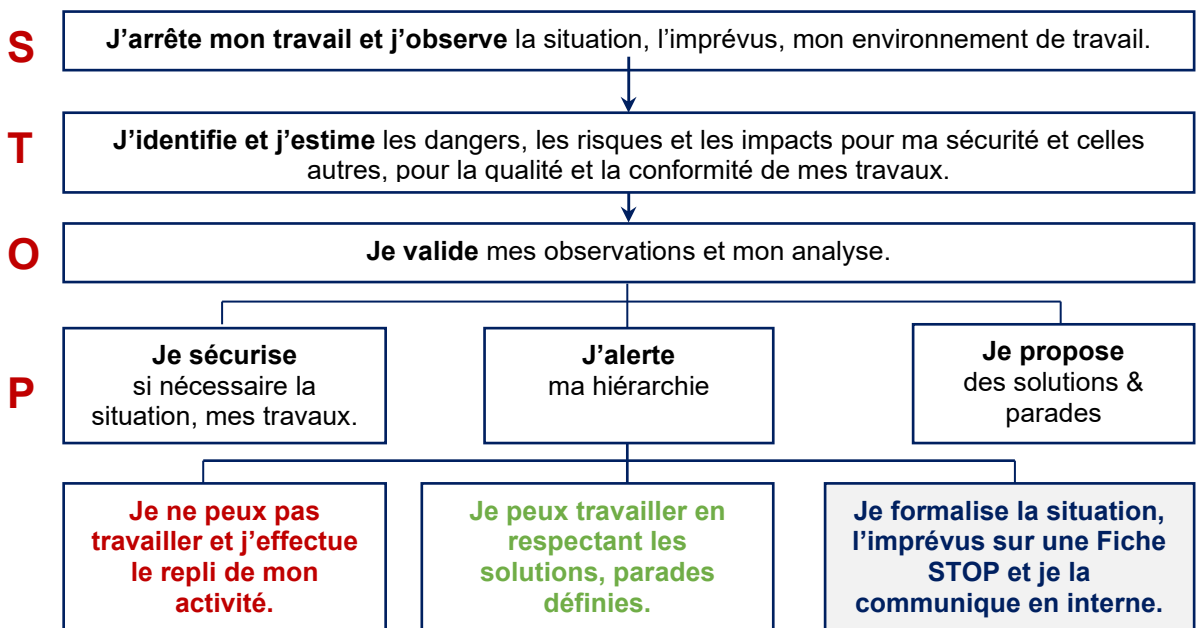 S
J’arrête mon travail et j’observe la situation, l’imprévus, mon environnement de travail.
T
J’identifie et j’estime les dangers, les risques et les impacts pour ma sécurité et celles
autres, pour la qualité et la conformité de mes travaux.
O
Je valide mes observations et mon analyse.
P
Je sécurise
si nécessaire la
situation, mes travaux.
J’alerte
ma hiérarchie
Je propose
des solutions &
parades
Je ne peux pas
travailler et j’effectue
le repli de mon
activité.
Je peux travailler en
respectant les
solutions, parades
définies.
Je formalise la situation,
l’imprévus sur une Fiche
STOP et je la
communique en interne.